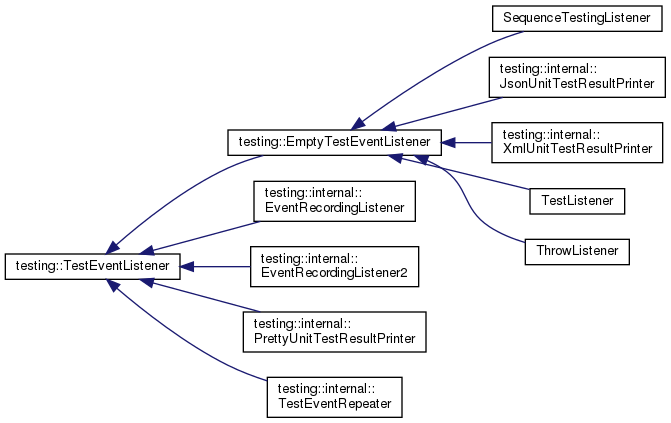 SequenceTestingListener
testing::internal::
JsonUnitTestResultPrinter
testing::EmptyTestEventListener
testing::internal::
XmlUnitTestResultPrinter
testing::internal::
EventRecordingListener
TestListener
ThrowListener
testing::TestEventListener
testing::internal::
EventRecordingListener2
testing::internal::
PrettyUnitTestResultPrinter
testing::internal::
TestEventRepeater